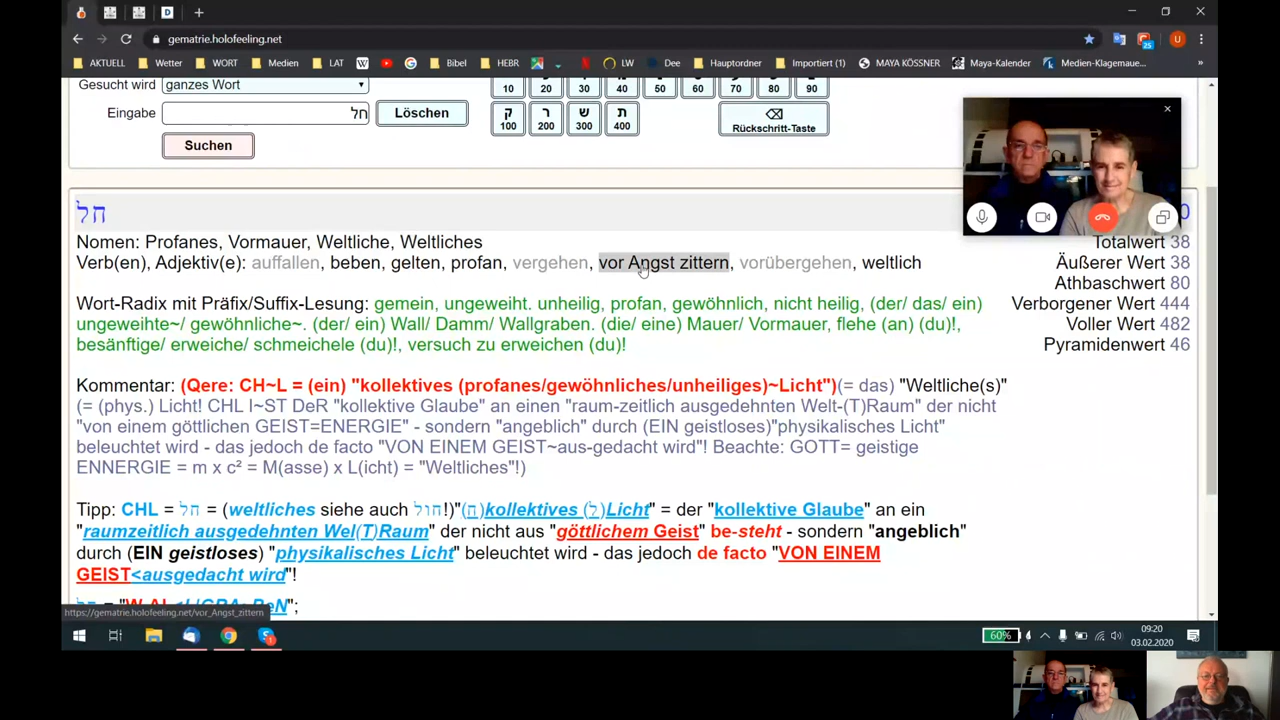 gematrie.holofeeling.net
25
U
AKTUELL Wetter WORT Medien LAT Bibel HEBR LW Dee Hauptordner Importiert (1) MAYA KÖSSNER Maya-Kalender Medien-Klagemaue... »
Gesucht wird ganzes Wort
10 20 30 40 50 60 70 80 90
Eingabe חל Löschen
ק ר ש ת
100 200 300 400 Rückschritt-Taste
Suchen
חל 0
Nomen: Profanes, Vormauer, Weltliche, Weltliches
Totalwert 38
Verb(en), Adjektiv(e): auffallen, beben, gelten, profan, vergehen, vor Angst zittern, vorübergehen, weltlich
Äußerer Wert 38
Athbaschwert 80
Wort-Radix mit Präfix/Suffix-Lesung: gemein, ungeweiht. unheilig, profan, gewöhnlich, nicht heilig, (der/ das/ ein)
Verborgener Wert 444
ungeweihte~/ gewöhnliche~. (der/ ein) Wall/ Damm/ Wallgraben. (die/ eine) Mauer/ Vormauer, flehe (an) (du)!,
Voller Wert 482
besänftige/ erweiche/ schmeichele (du)!, versuch zu erweichen (du)!
Pyramidenwert 46
Kommentar: (Qere: CH~L = (ein) "kollektives (profanes/gewöhnliches/unheiliges)~Licht")(= das) "Weltliche(s)"
(= (phys.) Licht! CHL I~ST DeR "kollektive Glaube" an einen "raum-zeitlich ausgedehnten Welt-(T)Raum" der nicht
"von einem göttlichen GEIST=ENERGIE" - sondern "angeblich" durch (EIN geistloses)"physikalisches Licht"
beleuchtet wird - das jedoch de facto "VON EINEM GEIST~aus-gedacht wird"! Beachte: GOTT= geistige
ENNERGIE = m x c² = M(asse) x L(icht) = "Weltliches"!)
Tipp: CHL = חל = (weltliches siehe auch חול!)"(ח)kollektives (ל)Licht" = der "kollektive Glaube" an ein
"raumzeitlich ausgedehnten Wel(T)Raum" der nicht aus "göttlichem Geist" be-steht - sondern "angeblich"
durch (EIN geistloses) "physikalisches Licht" beleuchtet wird - das jedoch de facto "VON EINEM
GEIST<ausgedacht wird"!
https://gematrie.holofeeling.net/vor_Angst_zittern
60%
09:20
03.02.2020